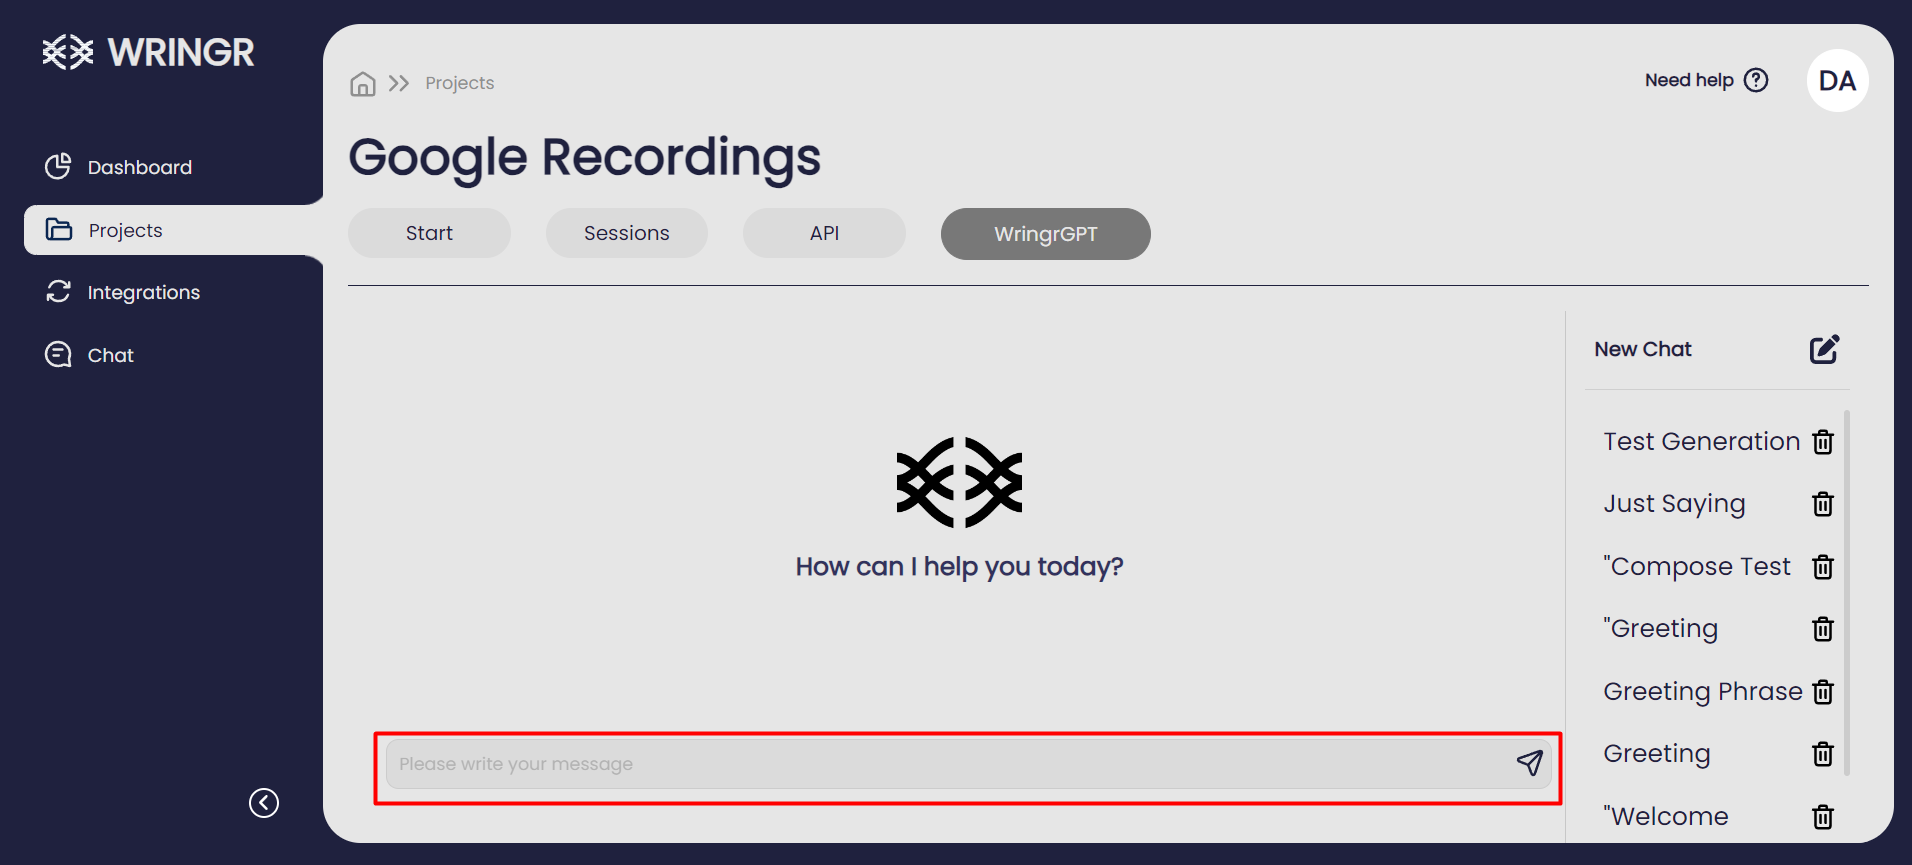 WRINGR
Dashboard
Projects
Integrations
Chat
Projects
Need help
DA
Google Recordings
Start
Sessions
API
WringrGPT
How can I help you today?
Please write your message
New Chat
Test Generation
Just Saying
"Compose Test
"Greeting
Greeting Phrase
Greeting
"Welcome